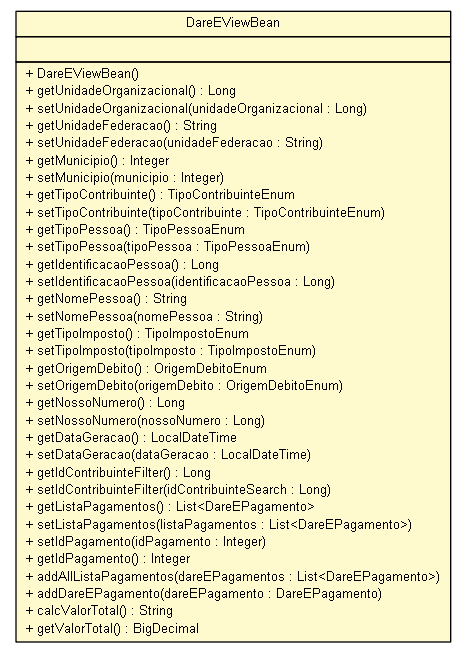 DareEViewBean
+ DareEViewBean()
+ getUnidadeOrganizacional() : Long
+ setUnidadeOrganizacional(unidadeOrganizacional : Long)
+ getUnidadeFederacao() : String
+ setUnidadeFederacao(unidadeFederacao : String)
+ getMunicipio() : Integer
+ setMunicipio(municipio : Integer)
+ getTipoContribuinte() : TipoContribuinteEnum
+ setTipoContribuinte(tipoContribuinte : TipoContribuinteEnum)
+ getTipoPessoa() : TipoPessoaEnum
+ setTipoPessoa(tipoPessoa : TipoPessoaEnum)
+ getIdentificacaoPessoa() : Long
+ setIdentificacaoPessoa(identificacaoPessoa : Long)
+ getNomePessoa() : String
+ setNomePessoa(nomePessoa : String)
+ getTipoImposto() : TipoImpostoEnum
+ setTipoImposto(tipoImposto : TipoImpostoEnum)
+ getOrigemDebito() : OrigemDebitoEnum
+ setOrigemDebito(origemDebito : OrigemDebitoEnum)
+ getNossoNumero() : Long
+ setNossoNumero(nossoNumero : Long)
+ getDataGeracao() : LocalDateTime
+ setDataGeracao(dataGeracao : LocalDateTime)
+ getIdContribuinteFilter() : Long
+ setIdContribuinteFilter(idContribuinteSearch : Long)
+ getListaPagamentos() : List<DareEPagamento>
+ setListaPagamentos(listaPagamentos : List<DareEPagamento>)
+ setIdPagamento(idPagamento : Integer)
+ getIdPagamento() : Integer
+ addAllListaPagamentos(dareEPagamentos : List<DareEPagamento>)
+ addDareEPagamento(dareEPagamento : DareEPagamento)
+ calcValorTotal() : String
+ getValorTotal() : BigDecimal